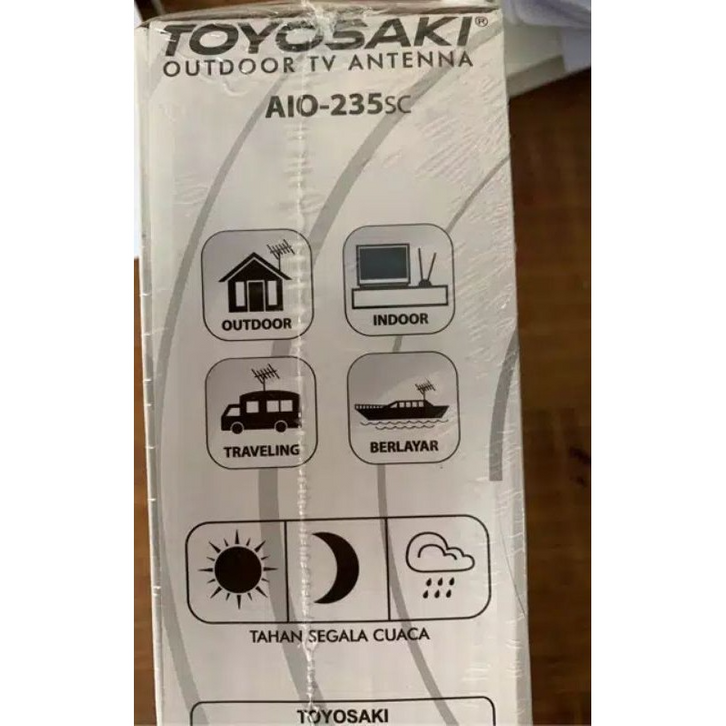 TOYOSAKI®
OUTDOOR TV ANTENNA
AIO-235SC
OUTDOOR
INDOOR
TRAVELING
BERLAYAR
TAHAN SEGALA CUACA
TOYOSAKI